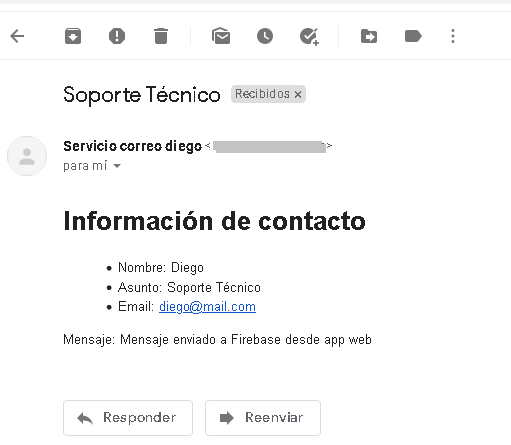 Soporte Técnico Recibidos ×
Servicio correo diego < >
para mí
Información de contacto
• Nombre: Diego
• Asunto: Soporte Técnico
• Email: diego@mail.com
Mensaje: Mensaje enviado a Firebase desde app web
Responder Reenviar